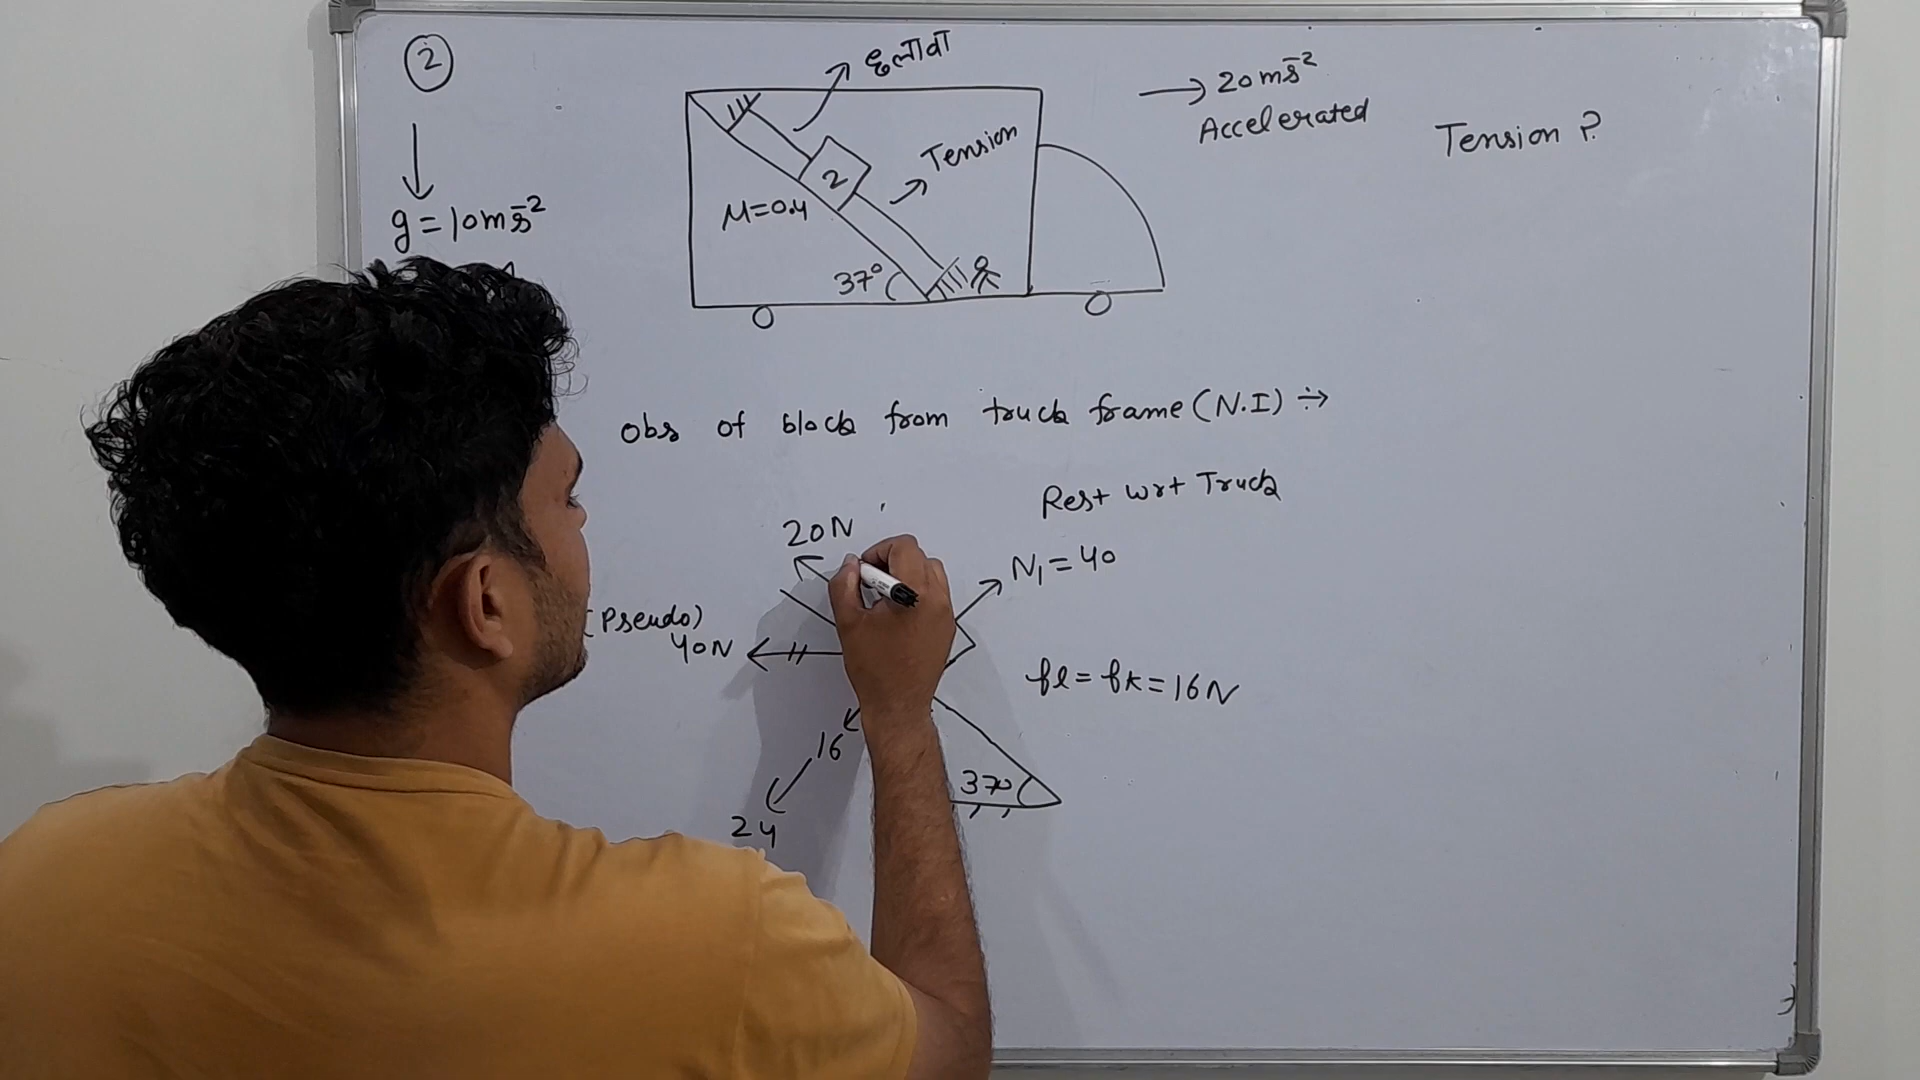 2
छलावा
→ 20ms⁻²
Accelerated
Tension ?
g = 10ms⁻²
2
Tension
μ=0.4
37°
obs of block from truck frame (N.I) ÷→
Rest wrt Truck
20N
N₁ = 40
(Pseudo)
40N
fl = fk = 16N
16
24
37°